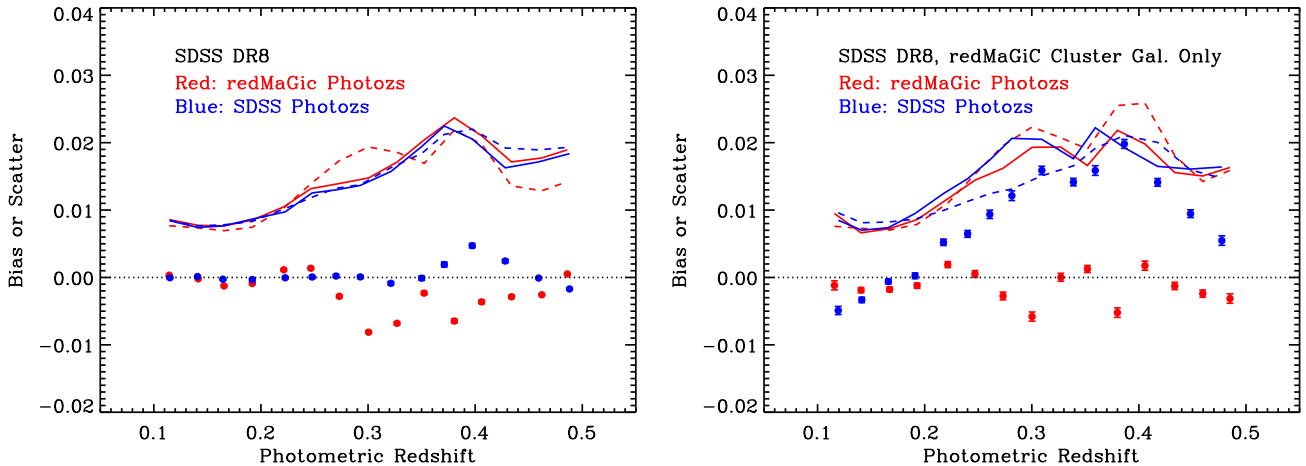 0.04
0.03
0.02
0.01
0.00
−0.01
−0.02
Bias or Scatter
SDSS DR8
Red: redMaGic Photozs
Blue: SDSS Photozs
0.1 0.2 0.3 0.4 0.5
Photometric Redshift
0.04
0.03
0.02
0.01
0.00
−0.01
−0.02
Bias or Scatter
SDSS DR8, redMaGiC Cluster Gal. Only
Red: redMaGiC Photozs
Blue: SDSS Photozs
0.1 0.2 0.3 0.4 0.5
Photometric Redshift